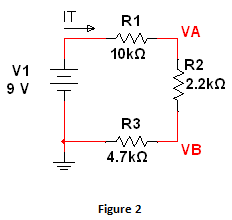 IT
R1
VA
10kΩ
V1
9 V
R2
2.2kΩ
R3
4.7kΩ
VB
Figure 2